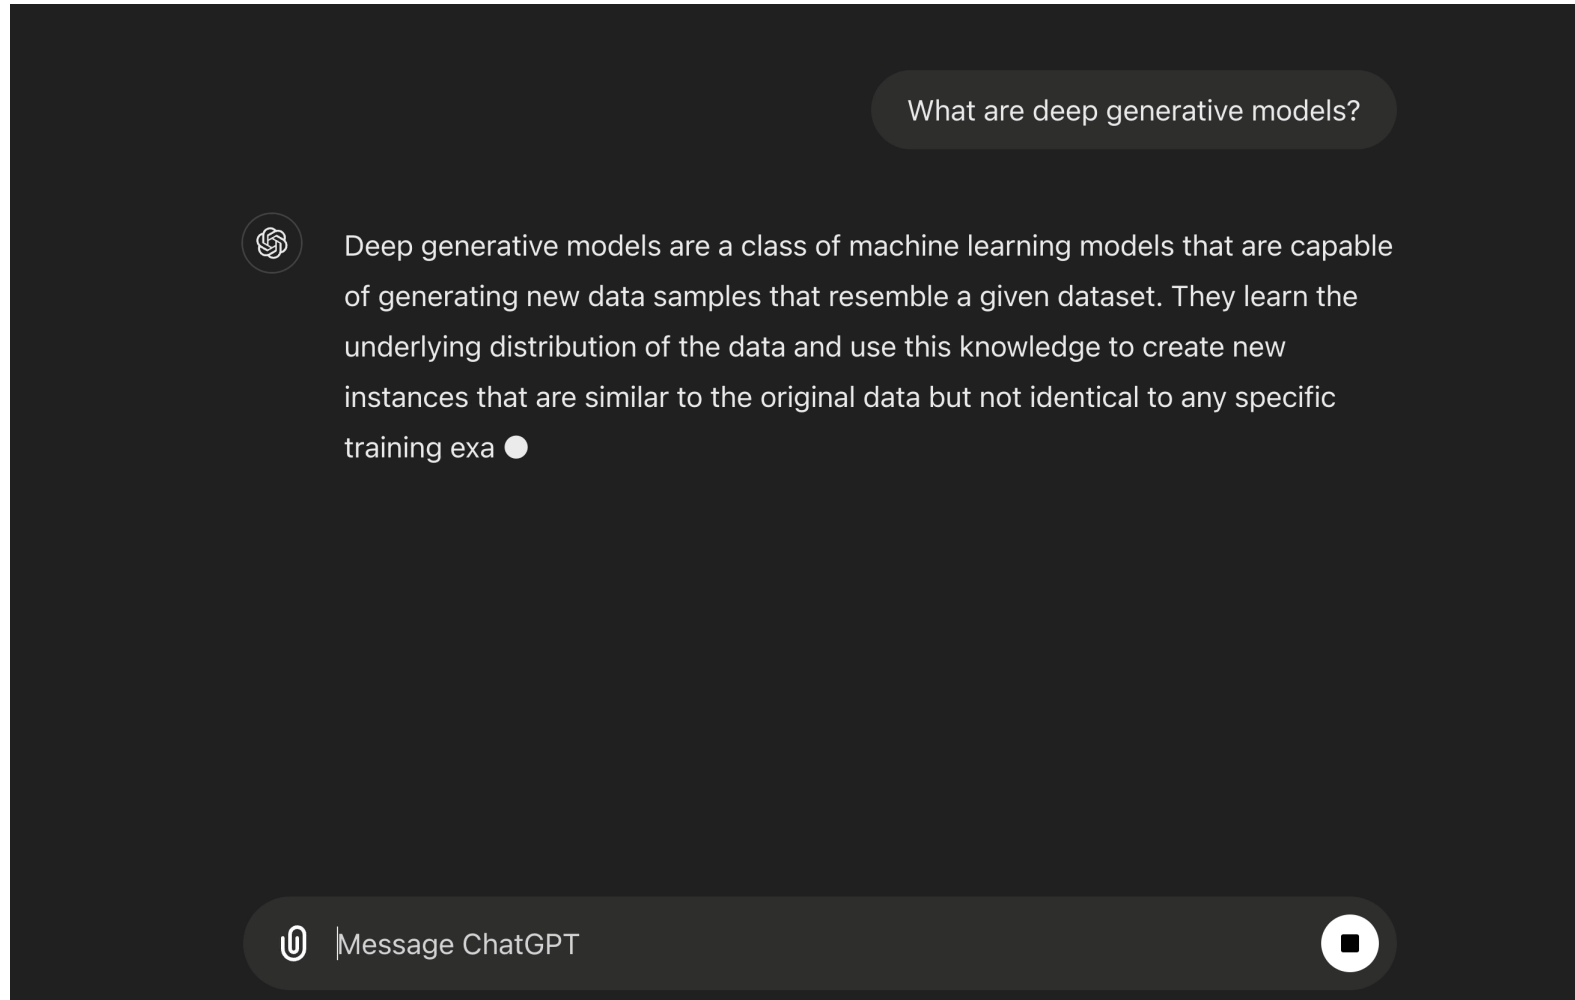 What are deep generative models?
Deep generative models are a class of machine learning models that are capable
of generating new data samples that resemble a given dataset. They learn the
underlying distribution of the data and use this knowledge to create new
instances that are similar to the original data but not identical to any specific
training exa
Message ChatGPT